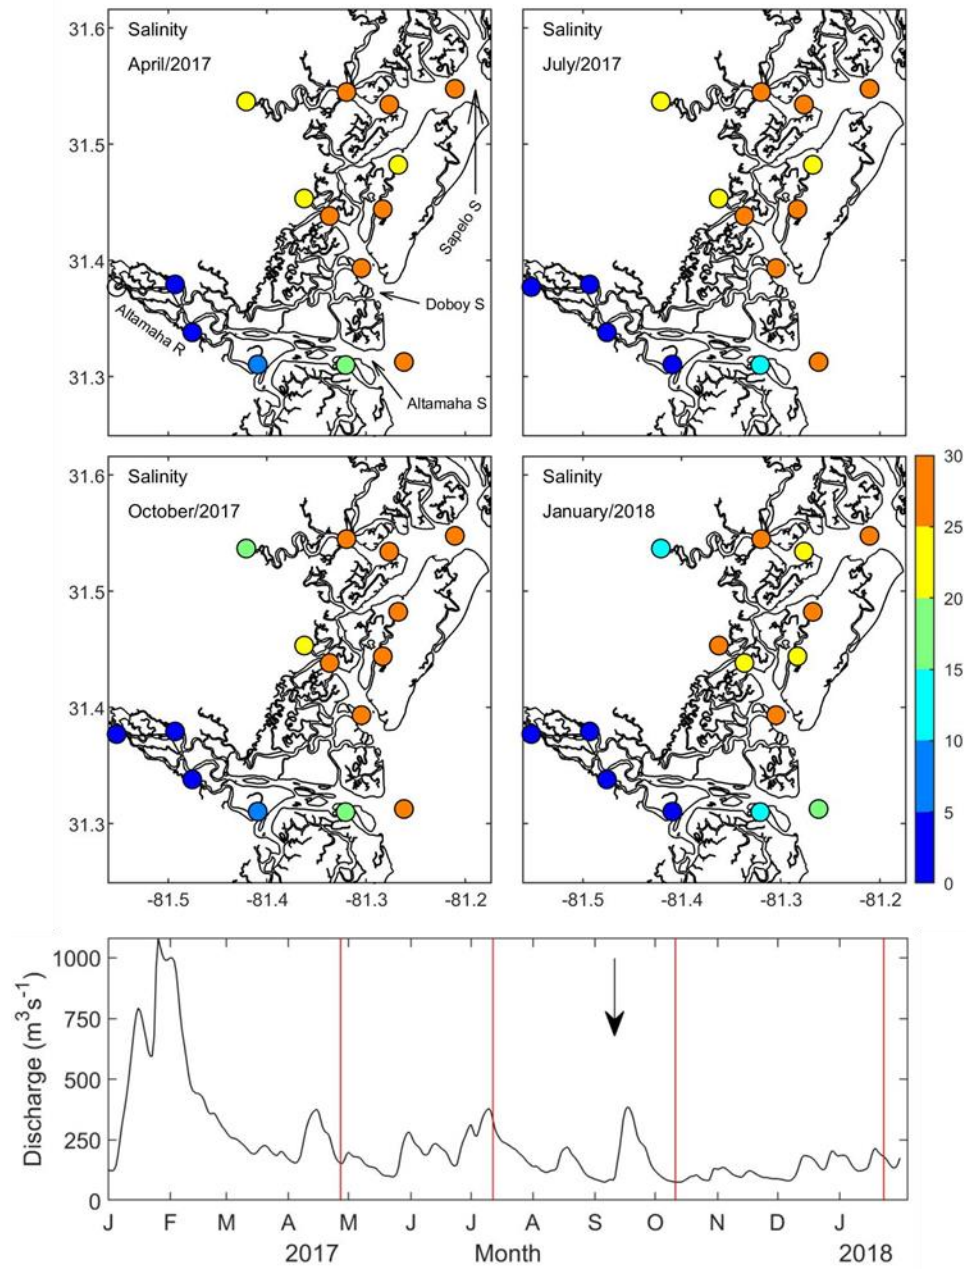 Salinity
April/2017
31.6
31.5
31.4
31.3
Sapelo S
Doboy S
Altamaha R
Altamaha S
Salinity
July/2017
Salinity
October/2017
31.6
31.5
31.4
31.3
-81.5 -81.4 -81.3 -81.2
Salinity
January/2018
-81.5 -81.4 -81.3 -81.2
30
25
20
15
10
5
0
Discharge (m³s⁻¹)
1000
750
500
250
0
J F M A M J J A S O N D J
2017 Month 2018